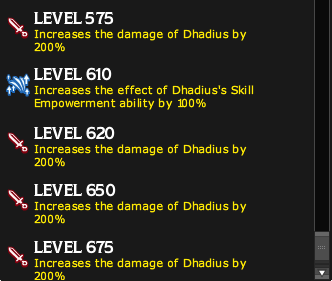 LEVEL 575
Increases the damage of Dhadius by
200%
LEVEL 610
Increases the effect of Dhadius's Skill
Empowerment ability by 100%
LEVEL 620
Increases the damage of Dhadius by
200%
LEVEL 650
Increases the damage of Dhadius by
200%
LEVEL 675
Increases the damage of Dhadius by
200%